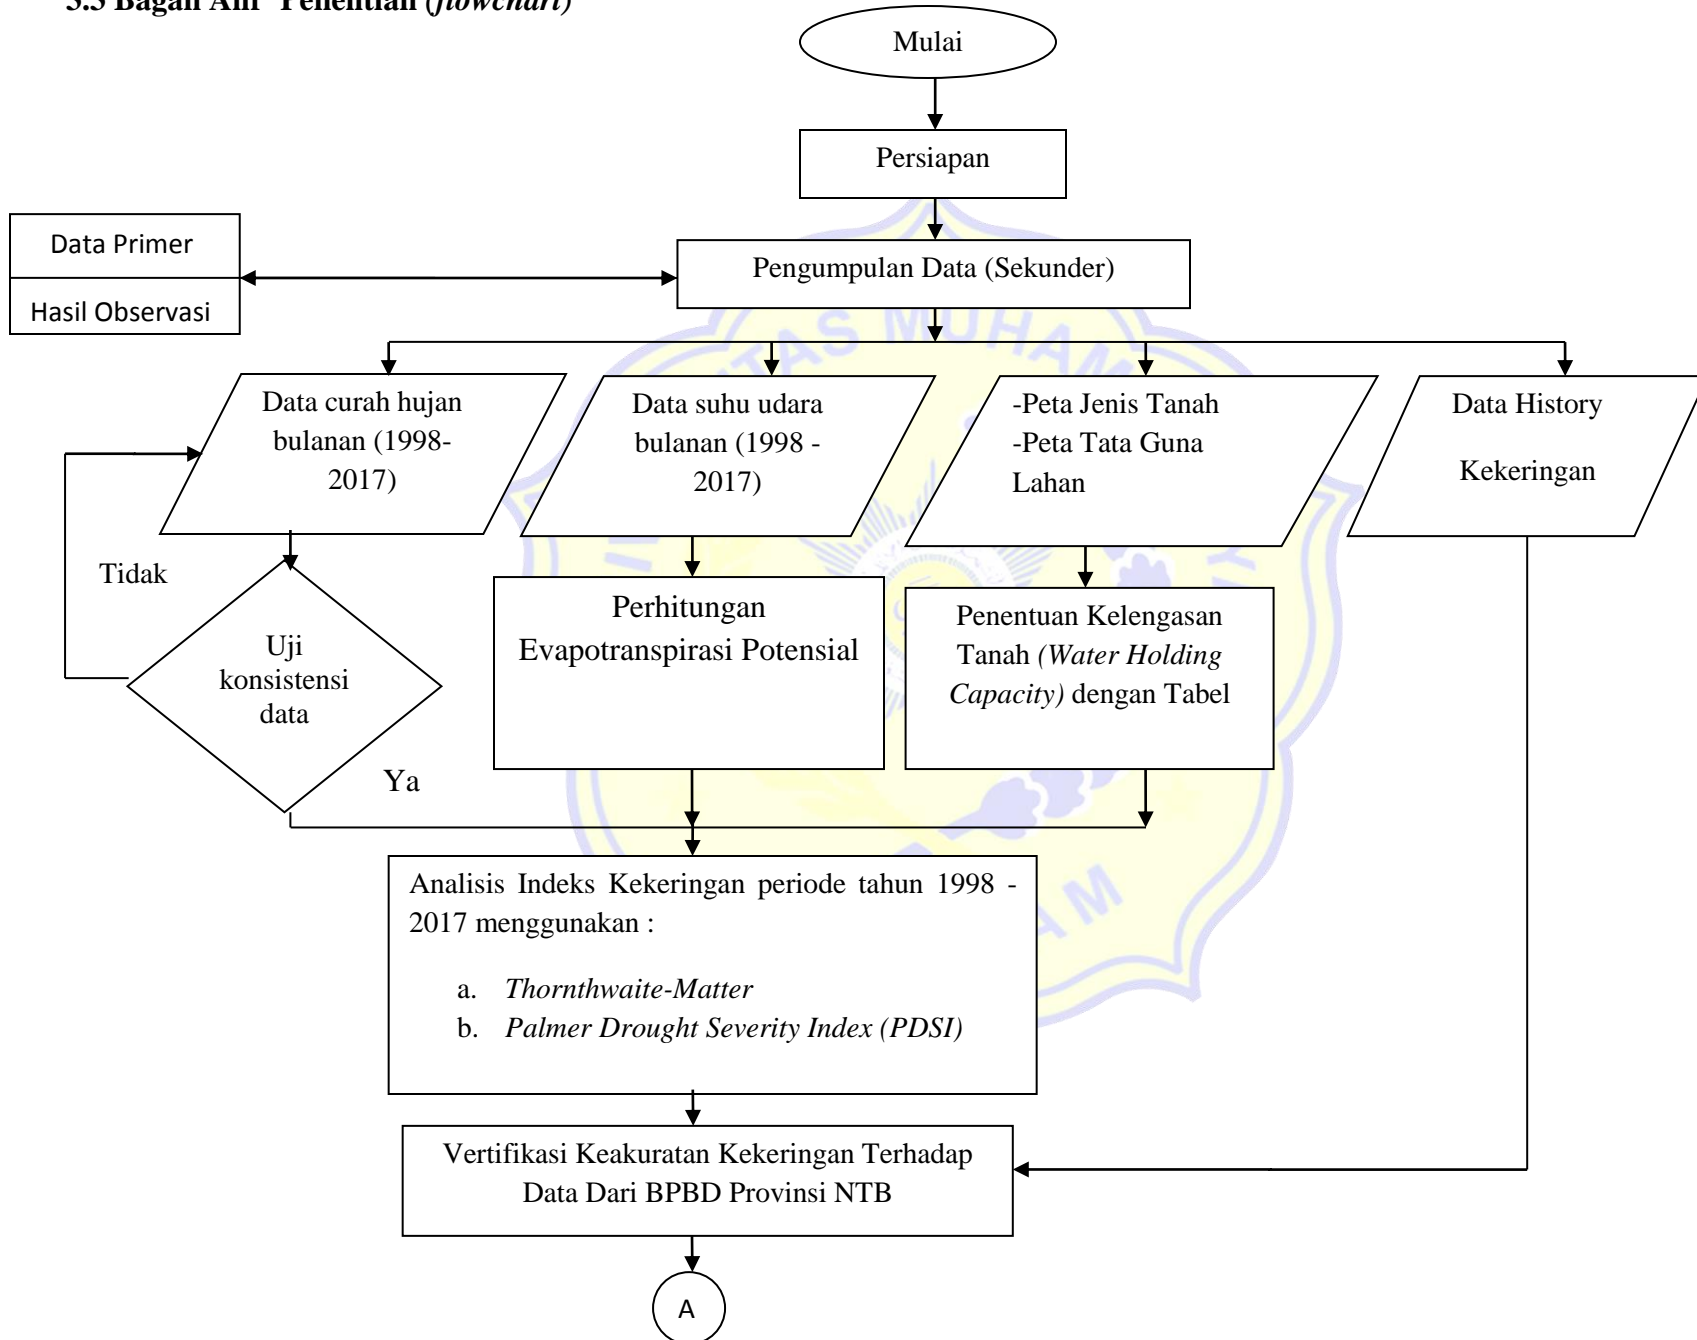 3.3 Bagan Alir Penelitian (flowchart)
Mulai
Persiapan
Data Primer
Hasil Observasi
Pengumpulan Data (Sekunder)
Data curah hujan
bulanan (1998-
2017)
Data suhu udara
bulanan (1998 -
2017)
-Peta Jenis Tanah
-Peta Tata Guna
Lahan
Data History
Kekeringan
Tidak
Uji
konsistensi
data
Ya
Perhitungan
Evapotranspirasi Potensial
Penentuan Kelengasan
Tanah (Water Holding
Capacity) dengan Tabel
Analisis Indeks Kekeringan periode tahun 1998 -
2017 menggunakan :
a. Thornthwaite-Matter
b. Palmer Drought Severity Index (PDSI)
Vertifikasi Keakuratan Kekeringan Terhadap
Data Dari BPBD Provinsi NTB
A